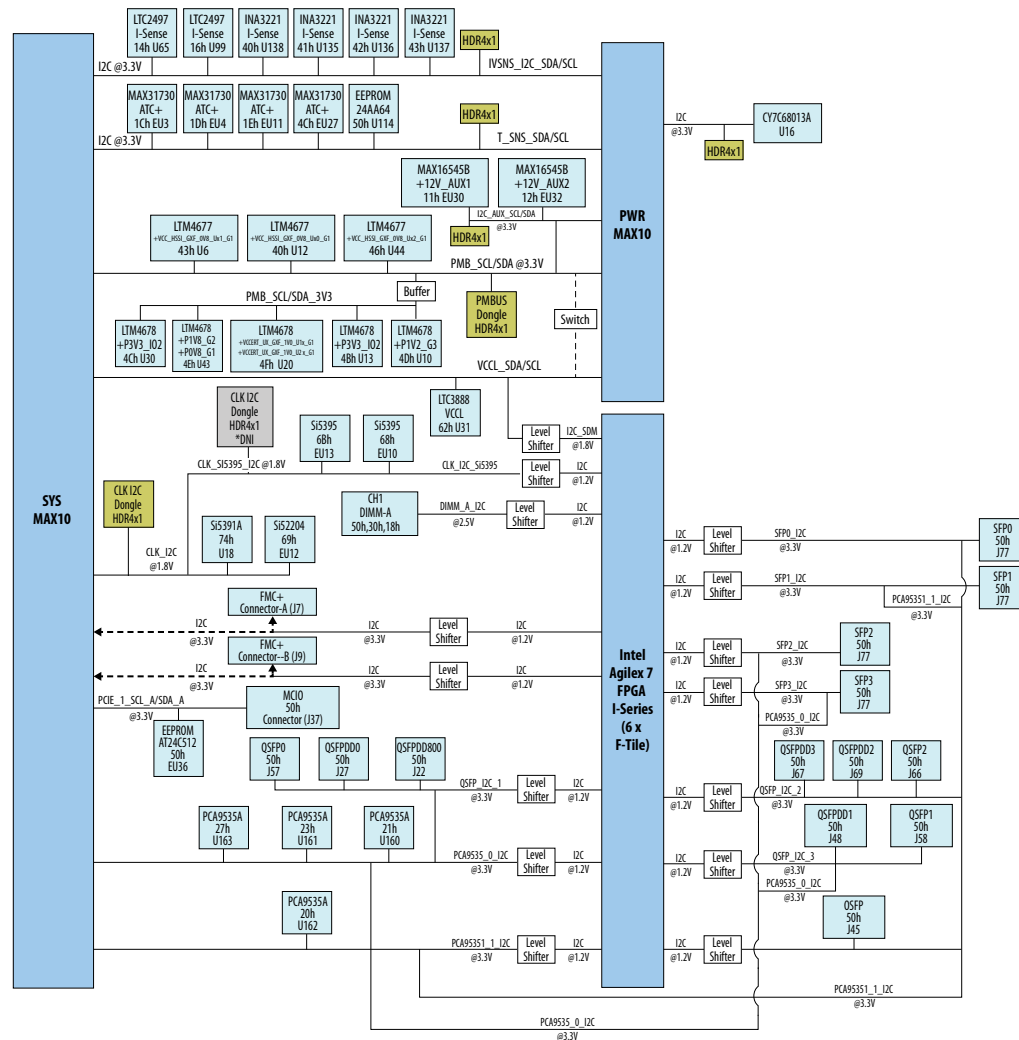 LTC2497
I-Sense
14h U65
LTC2497
I-Sense
16h U99
INA3221
I-Sense
40h U138
INA3221
I-Sense
41h U135
INA3221
I-Sense
42h U136
INA3221
I-Sense
43h U137
HDR4x1
I2C @3.3V
IVSNS_I2C_SDA/SCL
MAX31730
ATC+
1Ch EU3
MAX31730
ATC+
1Dh EU4
MAX31730
ATC+
1Eh EU11
MAX31730
ATC+
4Ch EU27
EEPROM
24AA64
50h U114
HDR4x1
I2C @3.3V
T_SNS_SDA/SCL
I2C
@3.3V
HDR4x1
CY7C68013A
U16
MAX16545B
+12V_AUX1
11h EU30
MAX16545B
+12V_AUX2
12h EU32
I2C_AUX_SCL/SDA
@3.3V
HDR4x1
PWR
MAX10
LTM4677
+VCC_HSSI_GXF_0V8_Ux1_G1
43h U6
LTM4677
+VCC_HSSI_GXF_0V8_Ux0_G1
40h U12
LTM4677
+VCC_HSSI_GXF_0V8_Ux2_G1
46h U44
PMB_SCL/SDA @3.3V
Buffer
PMB_SCL/SDA_3V3
PMBUS
Dongle
HDR4x1
Switch
LTM4678
+P3V3_IO2
4Ch U30
LTM4678
+P1V8_G2
+P0V8_G1
4Eh U43
LTM4678
+VCCERT_UX_GXF_1V0_U1x_G1
+VCCERT_UX_GXF_1V0_U2x_G1
4Fh U20
LTM4678
+P3V3_IO2
4Bh U13
LTM4678
+P1V2_G3
4Dh U10
VCCL_SDA/SCL
LTC3888
VCCL
62h U31
CLK I2C
Dongle
HDR4x1
*DNI
Si5395
6Bh
EU13
Si5395
68h
EU10
Level
Shifter
I2C_SDM
@1.8V
CLK_SI5395_I2C @1.8V
CLK_I2C_Si5395
Level
Shifter
I2C
@1.2V
SYS
MAX10
CLK I2C
Dongle
HDR4x1
CH1
DIMM-A
50h,30h,18h
DIMM_A_I2C
@2.5V
Level
Shifter
I2C
@1.2V
Si5391A
74h
U18
Si52204
69h
EU12
CLK_I2C
@1.8V
I2C
@1.2V
Level
Shifter
SFP0_I2C
@3.3V
SFP0
50h
J77
I2C
@1.2V
Level
Shifter
SFP1_I2C
@3.3V
PCA95351_1_I2C
@3.3V
SFP1
50h
J77
FMC+
Connector-A (J7)
I2C
@3.3V
I2C
@3.3V
Level
Shifter
I2C
@1.2V
FMC+
Connector--B (J9)
I2C
@3.3V
I2C
@3.3V
Level
Shifter
I2C
@1.2V
Intel
Agilex 7
FPGA
I-Series
(6 x
F-Tile)
I2C
@1.2V
Level
Shifter
SFP2_I2C
@3.3V
SFP2
50h
J77
I2C
@1.2V
Level
Shifter
SFP3_I2C
@3.3V
SFP3
50h
J77
PCA9535_0_I2C
@3.3V
PCIE_1_SCL_A/SDA_A
@3.3V
MCIO
50h
Connector (J37)
EEPROM
AT24C512
50h
EU36
QSFP0
50h
J57
QSFPDD0
50h
J27
QSFPDD800
50h
J22
QSFP_I2C_1
@3.3V
Level
Shifter
I2C
@1.2V
QSFPDD3
50h
J67
QSFPDD2
50h
J69
QSFP2
50h
J66
I2C
@1.2V
Level
Shifter
QSFP_I2C_2
@3.3V
PCA9535A
27h
U163
PCA9535A
23h
U161
PCA9535A
21h
U160
QSFPDD1
50h
J48
QSFP1
50h
J58
PCA9535_0_I2C
@3.3V
Level
Shifter
I2C
@1.2V
I2C
@1.2V
Level
Shifter
QSFP_I2C_3
@3.3V
PCA9535_0_I2C
@3.3V
PCA9535A
20h
U162
OSFP
50h
J45
PCA95351_1_I2C
@3.3V
Level
Shifter
I2C
@1.2V
I2C
@1.2V
Level
Shifter
PCA95351_1_I2C
@3.3V
PCA9535_0_I2C
@3.3V